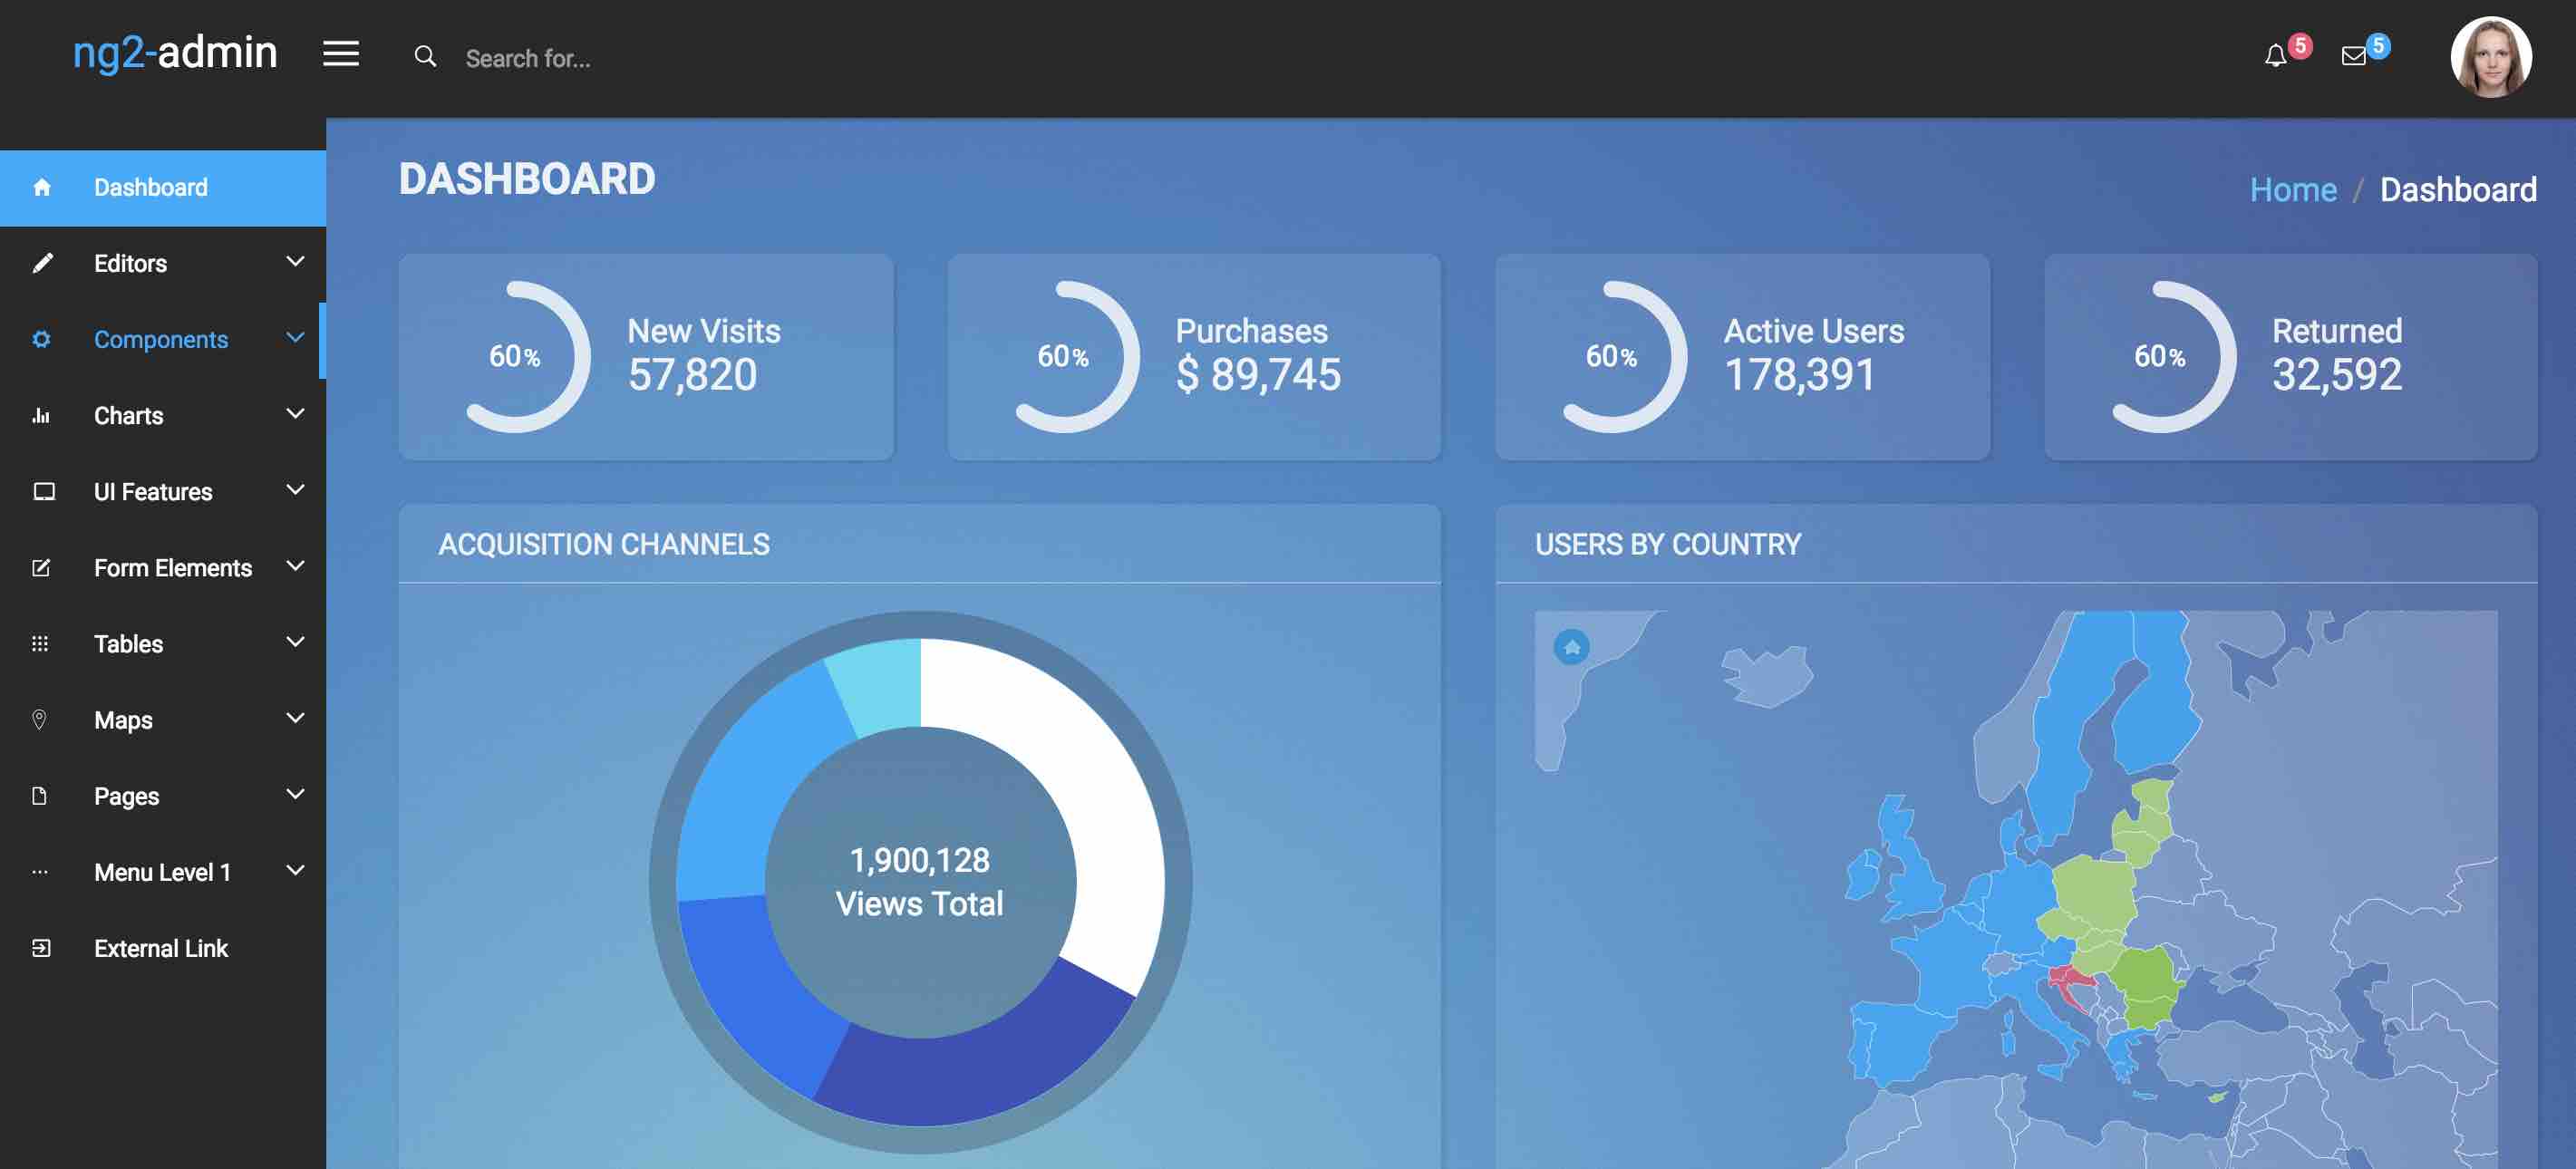 ng2-admin
Search for...
5
5
Dashboard
Editors
Components
Charts
UI Features
Form Elements
Tables
Maps
Pages
Menu Level 1
External Link
DASHBOARD
Home / Dashboard
60%
New Visits
57,820
60%
Purchases
$ 89,745
60%
Active Users
178,391
60%
Returned
32,592
ACQUISITION CHANNELS
1,900,128
Views Total
USERS BY COUNTRY